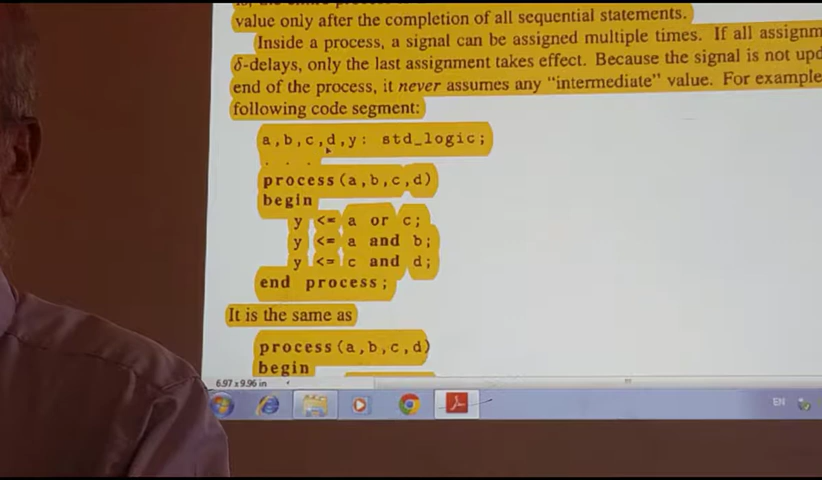 value only after the completion of all sequential statements.
Inside a process, a signal can be assigned multiple times. If all
δ-delays, only the last assignment takes effect. Because the signal is not
end of the process, it never assumes any "intermediate" value. For example
following code segment:
a,b,c,d,y: std_logic;
. . .
process(a,b,c,d)
begin
y <= a or c;
y <= a and b;
y <= c and d;
end process;
It is the same as
process(a,b,c,d)
begin
6.97 x 9.96 in
EN